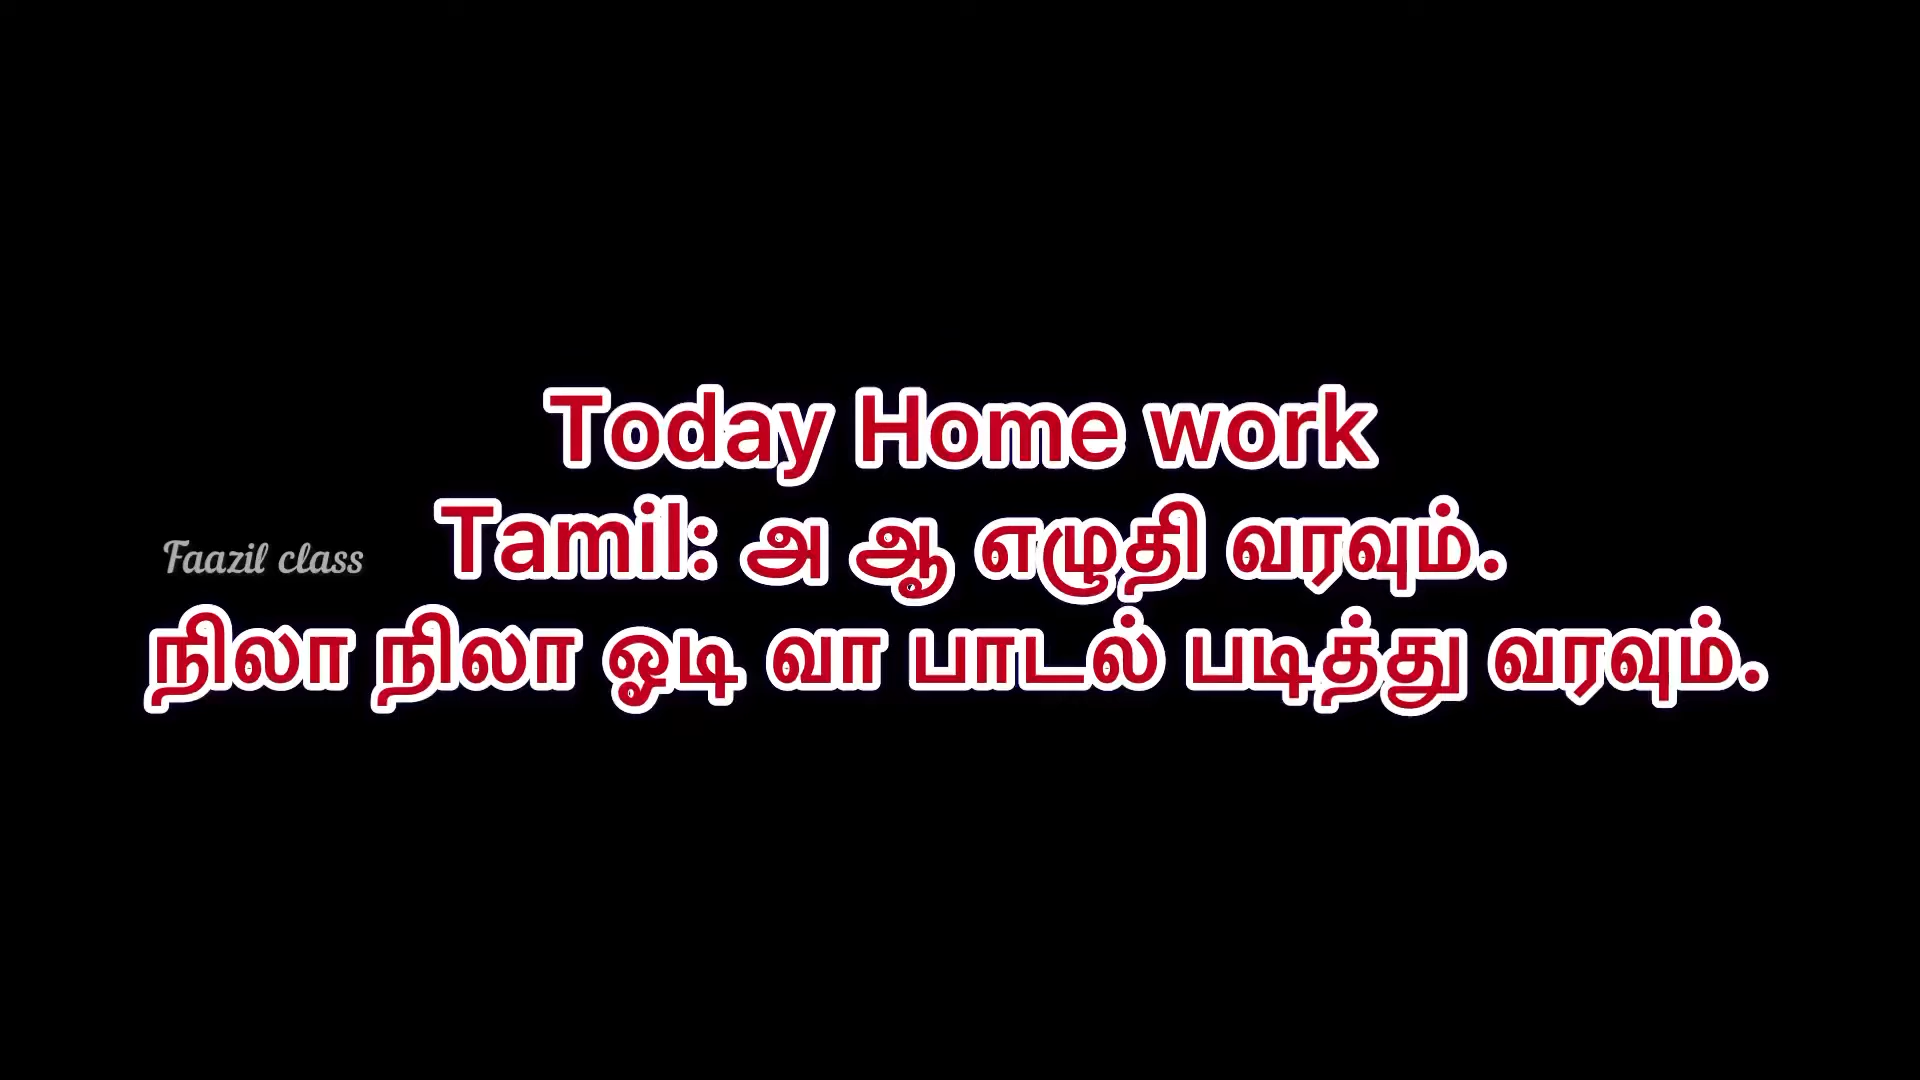 Today Home work
Tamil: அ ஆ எழுதி வரவும்.
Faazil class
நிலா நிலா ஓடி வா பாடல் படித்து வரவும்.